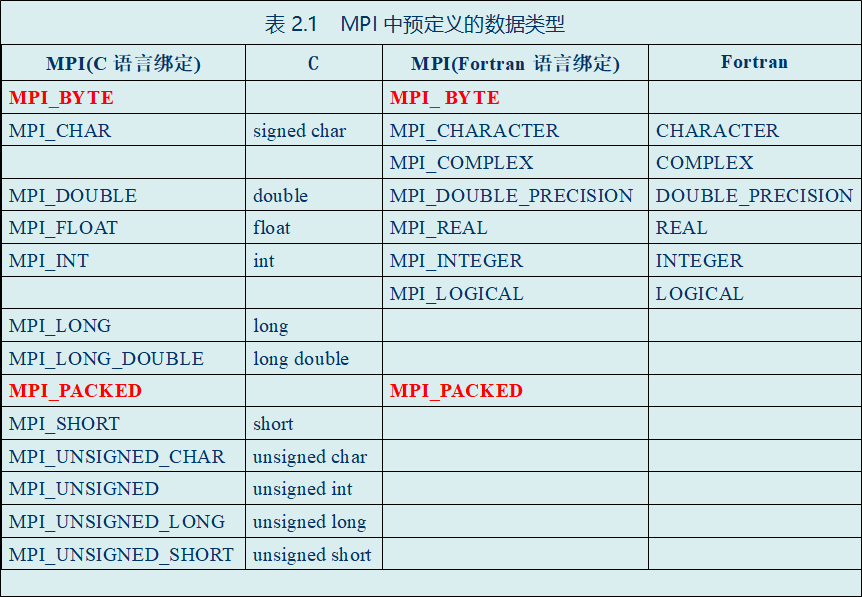 表 2.1 MPI 中预定义的数据类型
MPI(C 语言绑定) C MPI(Fortran 语言绑定) Fortran
MPI_BYTE MPI_ BYTE
MPI_CHAR signed char MPI_CHARACTER CHARACTER
MPI_COMPLEX COMPLEX
MPI_DOUBLE double MPI_DOUBLE_PRECISION DOUBLE_PRECISION
MPI_FLOAT float MPI_REAL REAL
MPI_INT int MPI_INTEGER INTEGER
MPI_LOGICAL LOGICAL
MPI_LONG long
MPI_LONG_DOUBLE long double
MPI_PACKED MPI_PACKED
MPI_SHORT short
MPI_UNSIGNED_CHAR unsigned char
MPI_UNSIGNED unsigned int
MPI_UNSIGNED_LONG unsigned long
MPI_UNSIGNED_SHORT unsigned short